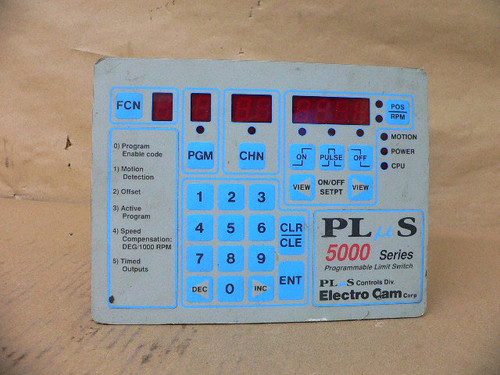 FCN
PGM
CHN
POS
RPM
MOTION
POWER
CPU
ON
PULSE
OFF
VIEW
ON/OFF
SETPT
VIEW
0) Program
Enable code
1) Motion
Detection
2) Offset
3) Active
Program
4) Speed
Compensation:
DEG/1000 RPM
5) Timed
Outputs
1 2 3
4 5 6
7 8 9
DEC 0 INC
CLR
CLE
ENT
PLµS
5000 Series
Programmable Limit Switch
PLµS Controls Div.
Electro Cam Corp.